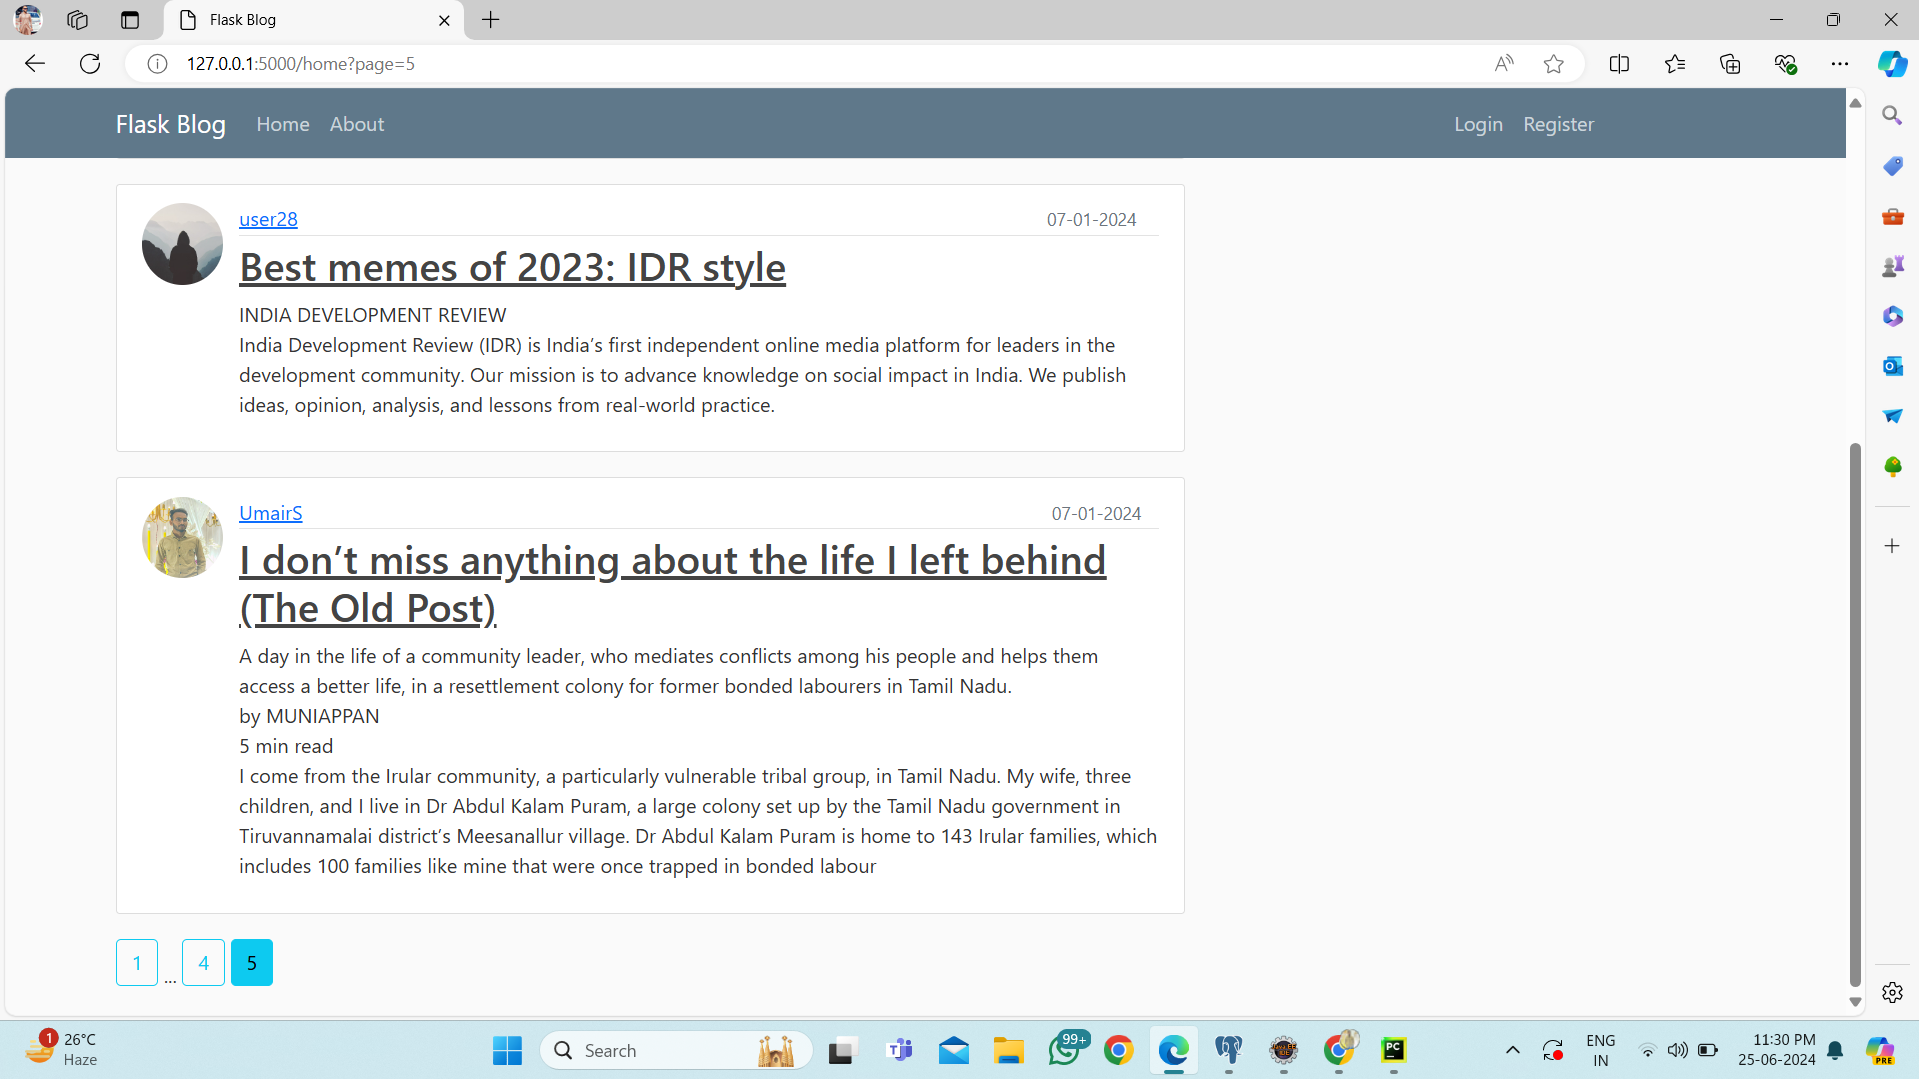 Flask Blog
127.0.0.1:5000/home?page=5
Flask Blog Home About Login Register
user28 07-01-2024
Best memes of 2023: IDR style
INDIA DEVELOPMENT REVIEW
India Development Review (IDR) is India’s first independent online media platform for leaders in the
development community. Our mission is to advance knowledge on social impact in India. We publish
ideas, opinion, analysis, and lessons from real-world practice.
UmairS 07-01-2024
I don’t miss anything about the life I left behind
(The Old Post)
A day in the life of a community leader, who mediates conflicts among his people and helps them
access a better life, in a resettlement colony for former bonded labourers in Tamil Nadu.
by MUNIAPPAN
5 min read
I come from the Irular community, a particularly vulnerable tribal group, in Tamil Nadu. My wife, three
children, and I live in Dr Abdul Kalam Puram, a large colony set up by the Tamil Nadu government in
Tiruvannamalai district’s Meesanallur village. Dr Abdul Kalam Puram is home to 143 Irular families, which
includes 100 families like mine that were once trapped in bonded labour
1 ... 4 5
1 26°C
Haze
Search
99+
PC
ENG
IN
11:30 PM
25-06-2024
PRE